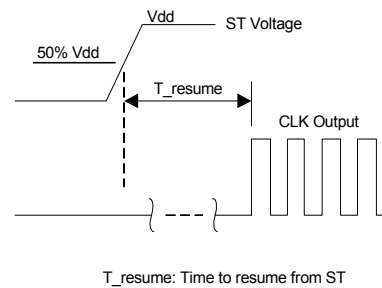 Vdd
ST Voltage
50% Vdd
T_resume
CLK Output
T_resume: Time to resume from ST